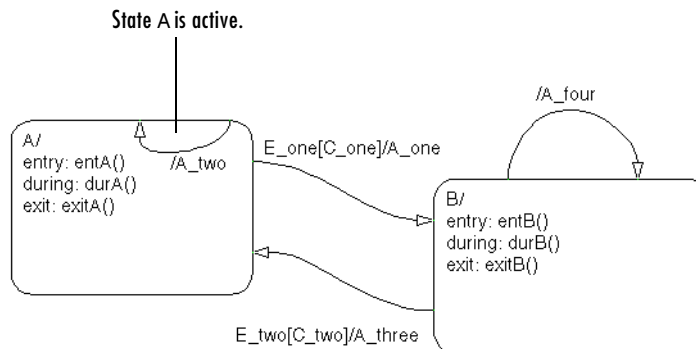 State A is active.
/A_four
A/
entry: entA()
during: durA()
exit: exitA()
/A_two
E_one[C_one]/A_one
B/
entry: entB()
during: durB()
exit: exitB()
E_two[C_two]/A_three